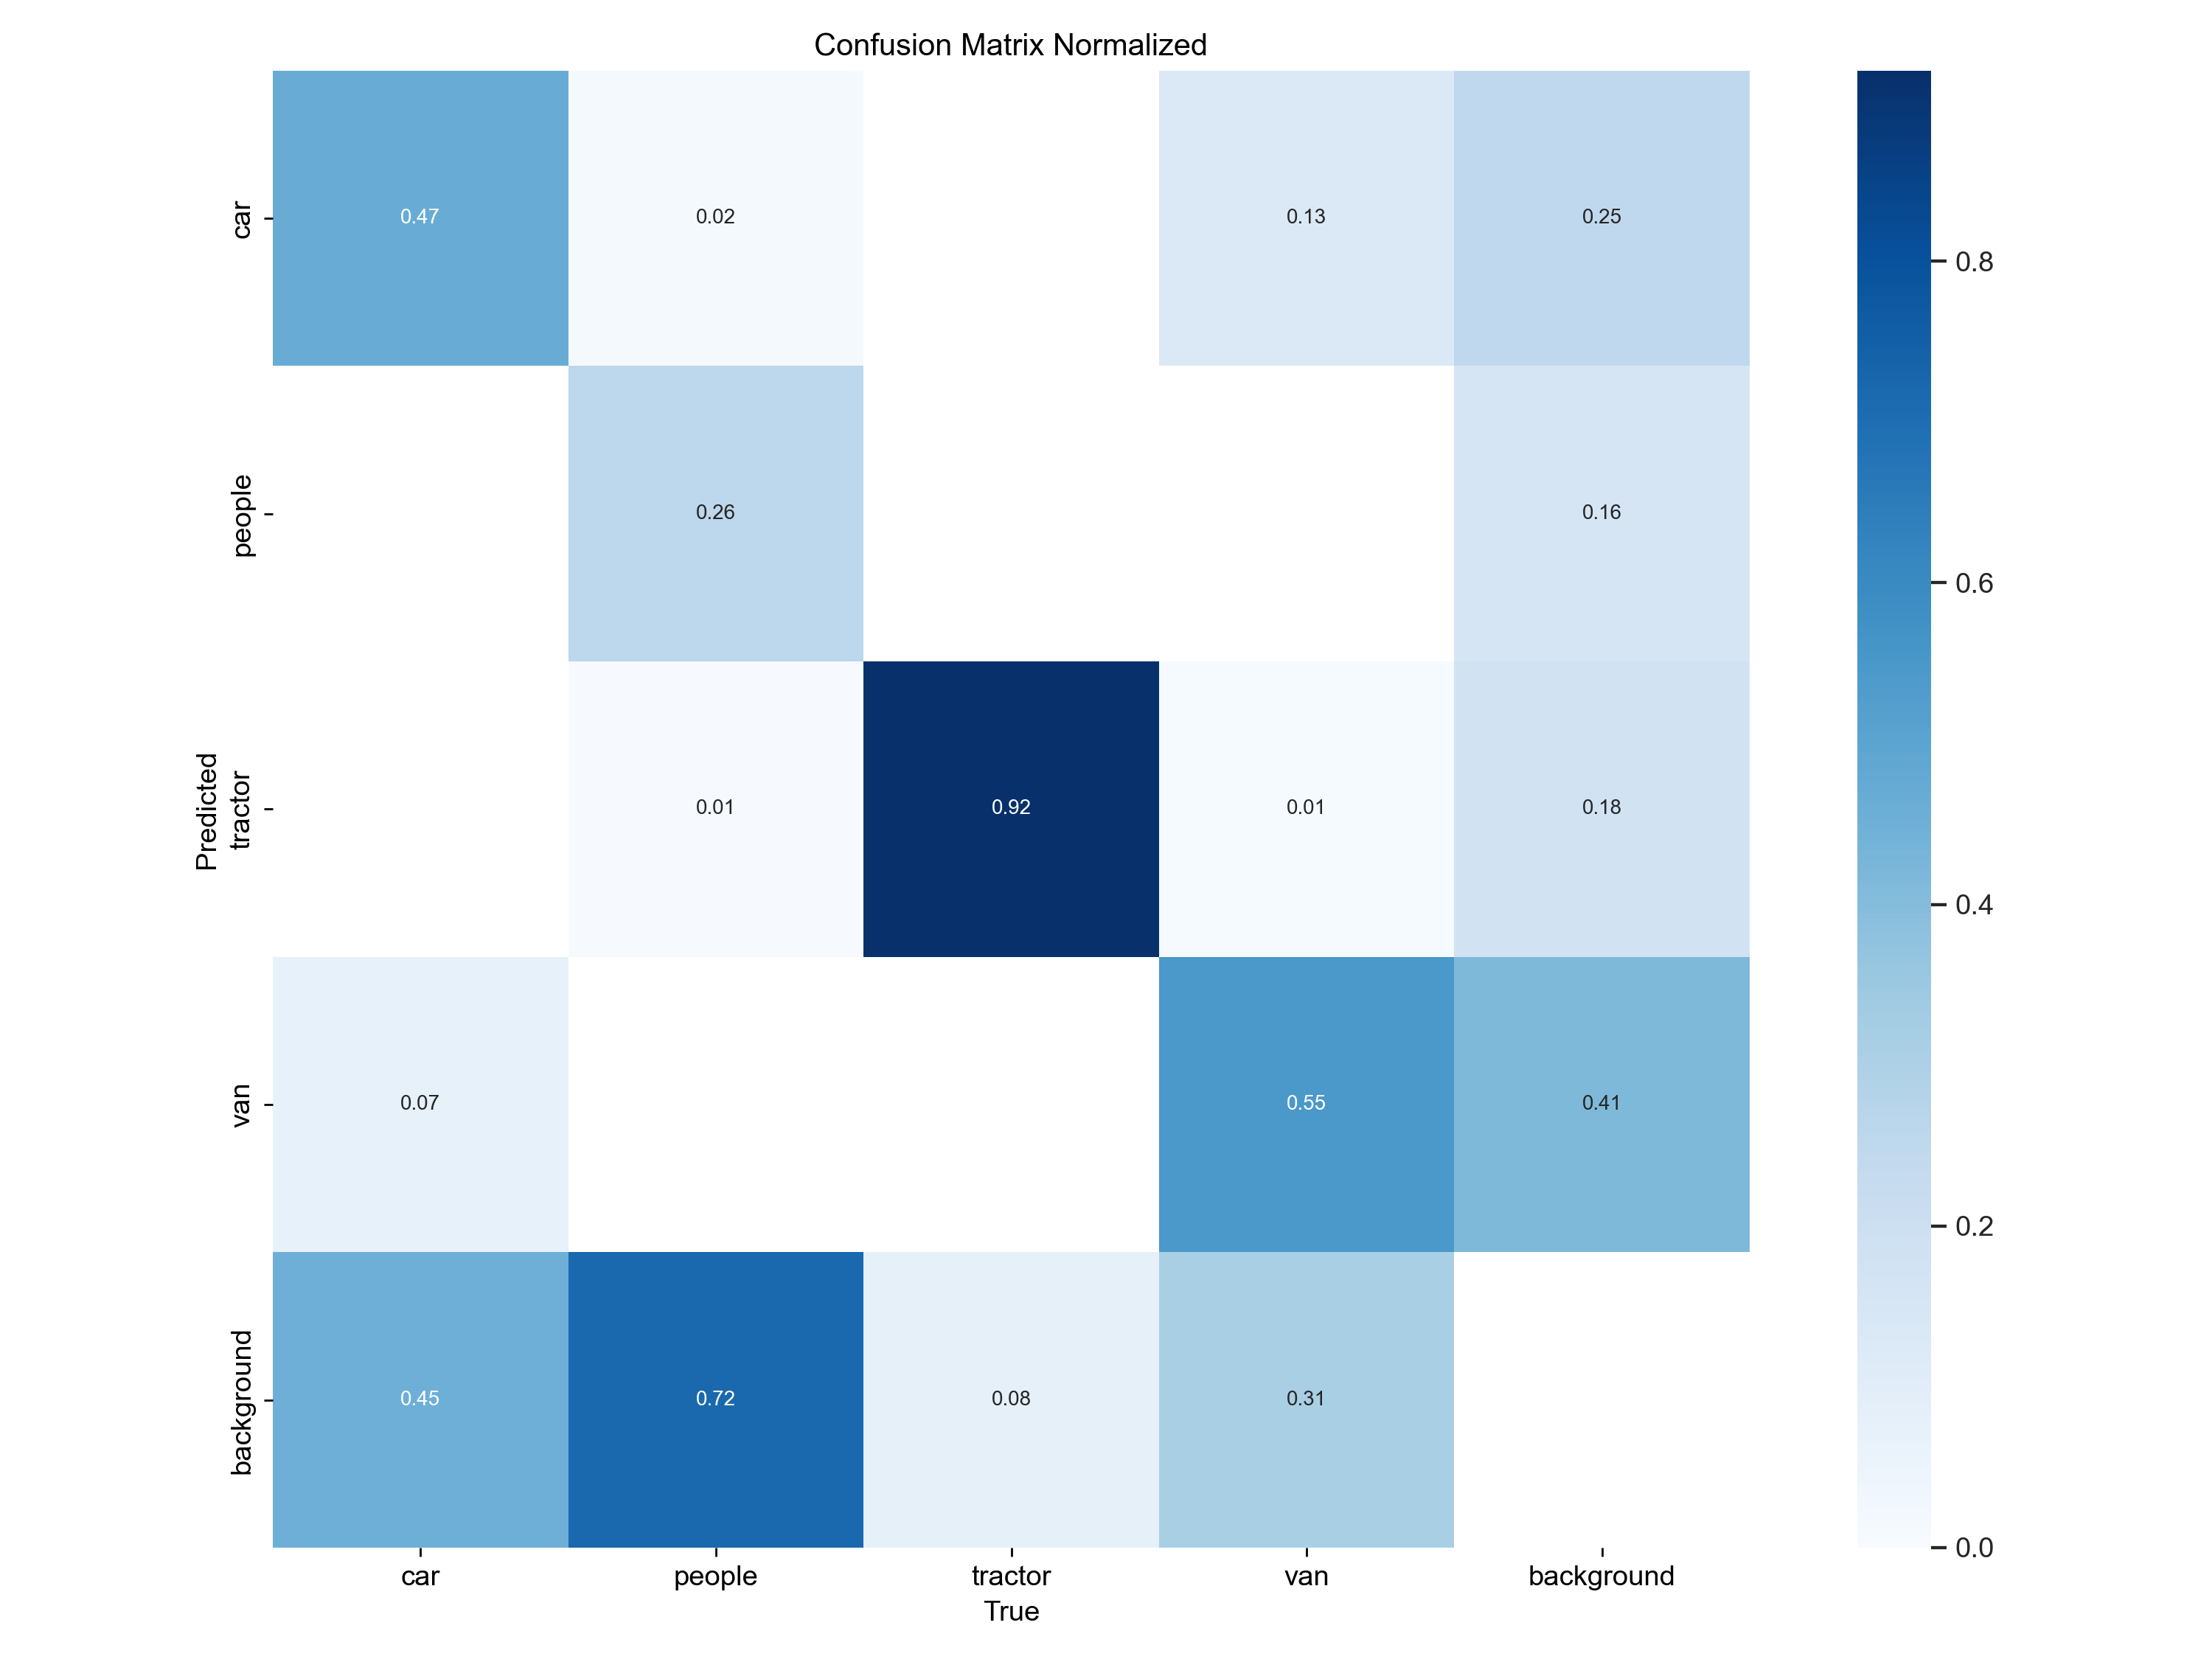 Confusion Matrix Normalized
car
0.47
0.02
0.13
0.25
people
0.26
0.16
Predicted
tractor
0.01
0.92
0.01
0.18
van
0.07
0.55
0.41
background
0.45
0.72
0.08
0.31
car
people
tractor
van
background
True
0.8
0.6
0.4
0.2
0.0